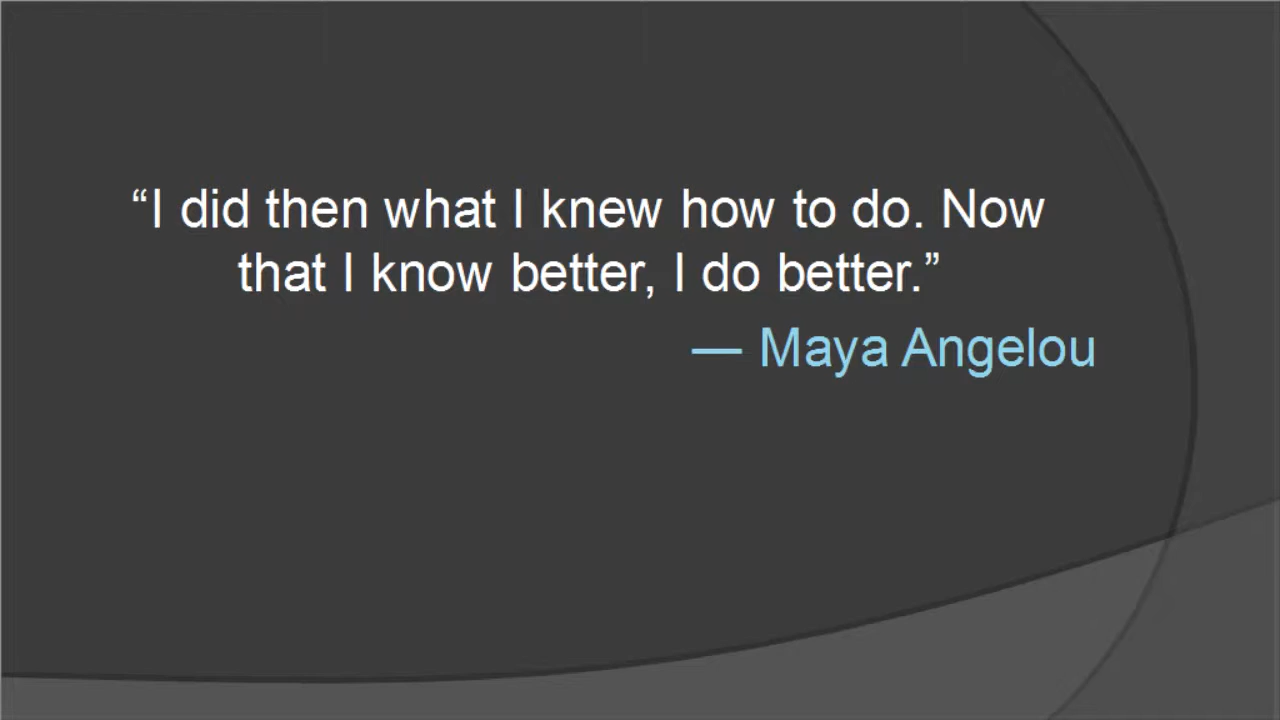 “I did then what I knew how to do. Now
that I know better, I do better.”
— Maya Angelou